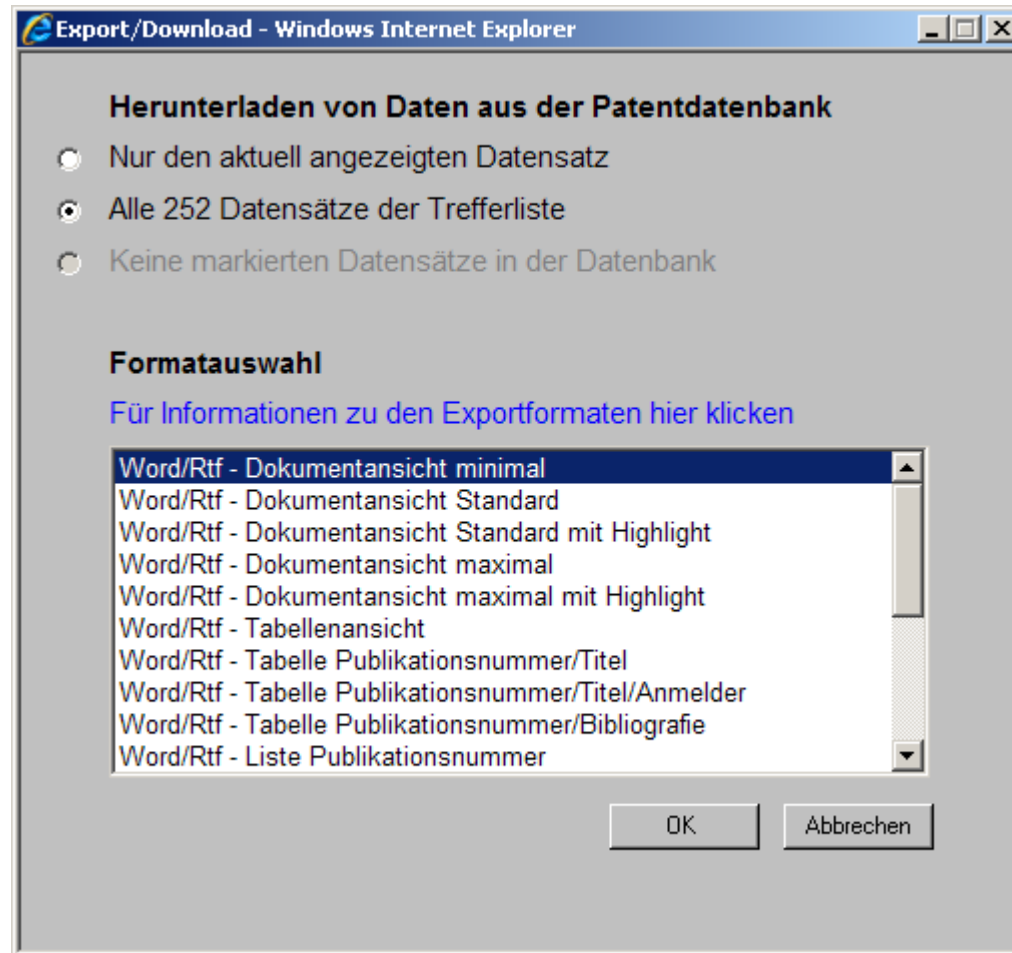 Export/Download - Windows Internet Explorer
Herunterladen von Daten aus der Patentdatenbank
Nur den aktuell angezeigten Datensatz
Alle 252 Datensätze der Trefferliste
Keine markierten Datensätze in der Datenbank
Formatauswahl
Für Informationen zu den Exportformaten hier klicken
Word/Rtf - Dokumentansicht minimal
Word/Rtf - Dokumentansicht Standard
Word/Rtf - Dokumentansicht Standard mit Highlight
Word/Rtf - Dokumentansicht maximal
Word/Rtf - Dokumentansicht maximal mit Highlight
Word/Rtf - Tabellenansicht
Word/Rtf - Tabelle Publikationsnummer/Titel
Word/Rtf - Tabelle Publikationsnummer/Titel/Anmelder
Word/Rtf - Tabelle Publikationsnummer/Bibliografie
Word/Rtf - Liste Publikationsnummer
OK Abbrechen